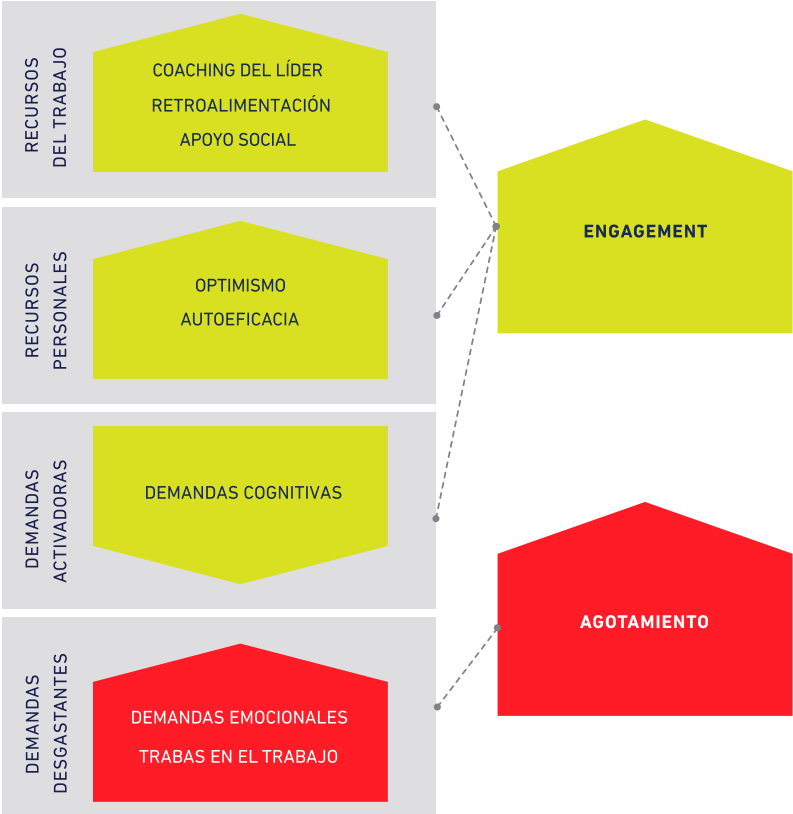 RECURSOS
DEL TRABAJO
COACHING DEL LÍDER
RETROALIMENTACIÓN
APOYO SOCIAL
RECURSOS
PERSONALES
OPTIMISMO
AUTOEFICACIA
ENGAGEMENT
DEMANDAS
ACTIVADORAS
DEMANDAS COGNITIVAS
DEMANDAS
DESGASTANTES
DEMANDAS EMOCIONALES
TRABAS EN EL TRABAJO
AGOTAMIENTO